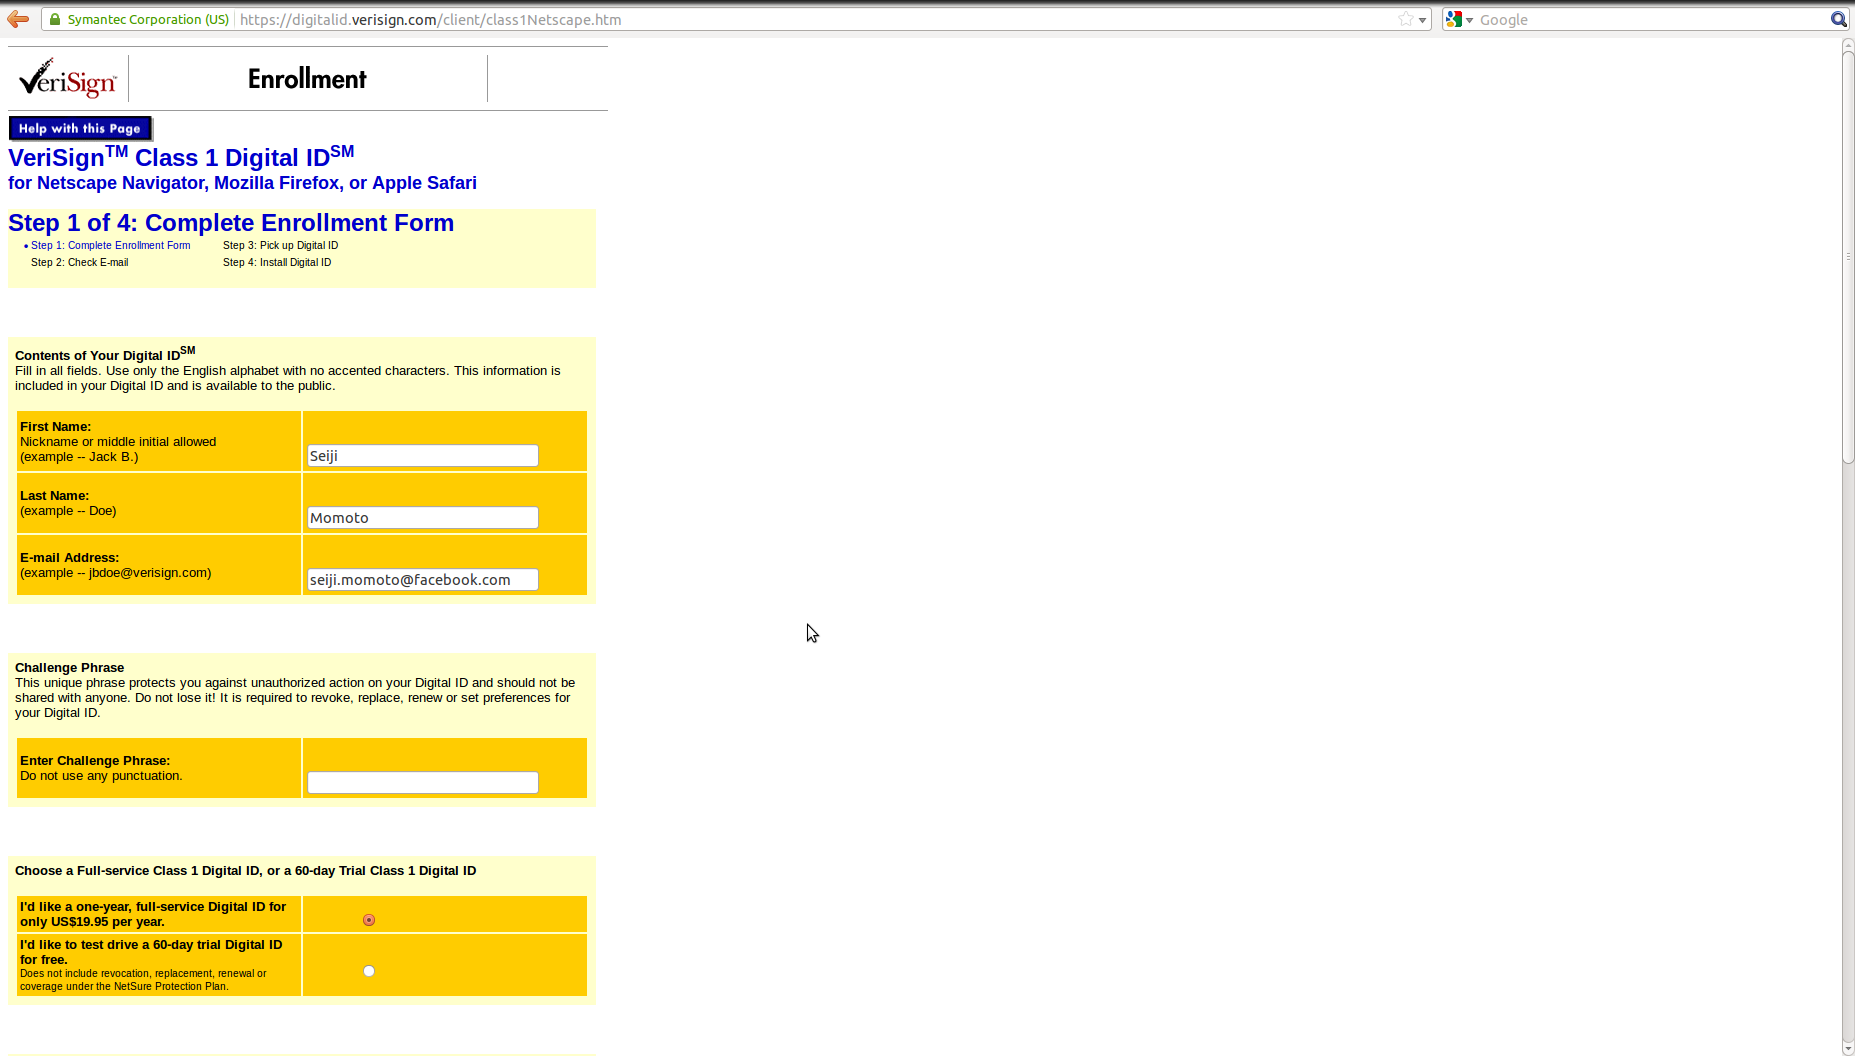 Symantec Corporation (US) https://digitalid.verisign.com/client/class1Netscape.htm Google
VeriSign™ Enrollment
Help with this Page
VeriSignTM Class 1 Digital IDSM
for Netscape Navigator, Mozilla Firefox, or Apple Safari
Step 1 of 4: Complete Enrollment Form
• Step 1: Complete Enrollment Form Step 3: Pick up Digital ID
Step 2: Check E-mail Step 4: Install Digital ID
Contents of Your Digital IDSM
Fill in all fields. Use only the English alphabet with no accented characters. This information is
included in your Digital ID and is available to the public.
First Name:
Nickname or middle initial allowed
(example -- Jack B.)
Seiji
Last Name:
(example -- Doe)
Momoto
E-mail Address:
(example -- jbdoe@verisign.com)
seiji.momoto@facebook.com
Challenge Phrase
This unique phrase protects you against unauthorized action on your Digital ID and should not be
shared with anyone. Do not lose it! It is required to revoke, replace, renew or set preferences for
your Digital ID.
Enter Challenge Phrase:
Do not use any punctuation.
Choose a Full-service Class 1 Digital ID, or a 60-day Trial Class 1 Digital ID
I'd like a one-year, full-service Digital ID for
only US$19.95 per year.
I'd like to test drive a 60-day trial Digital ID
for free.
Does not include revocation, replacement, renewal or
coverage under the NetSure Protection Plan.